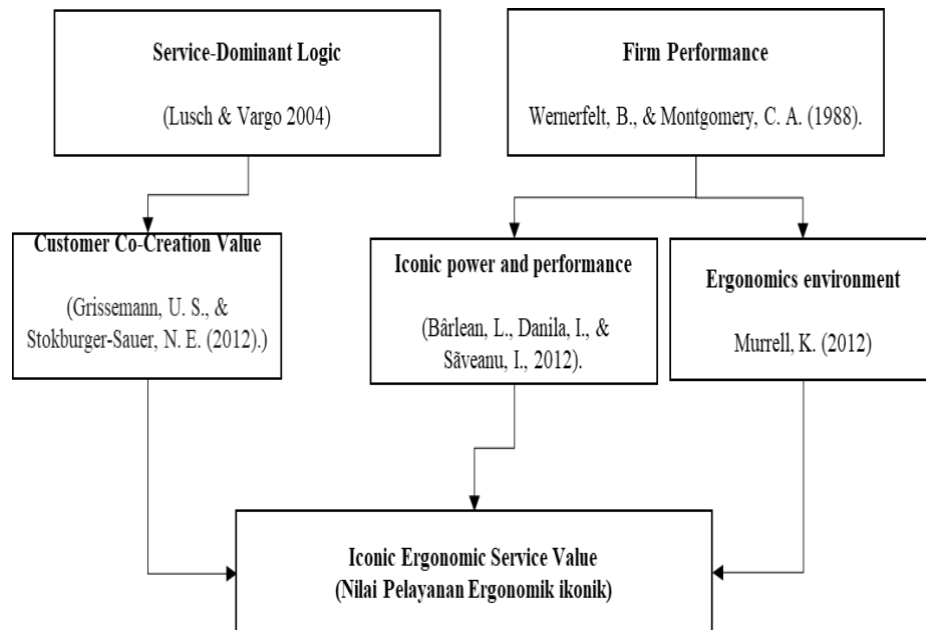 Service-Dominant Logic
(Lusch & Vargo 2004)
Firm Performance
Wernerfelt, B., & Montgomery, C. A. (1988).
Customer Co-Creation Value
(Grissemann, U. S., &
Stokburger-Sauer, N. E. (2012).)
Iconic power and performance
(Bârlean, L., Danila, I., &
Sãveanu, I., 2012).
Ergonomics environment
Murrell, K. (2012)
Iconic Ergonomic Service Value
(Nilai Pelayanan Ergonomik ikonik)